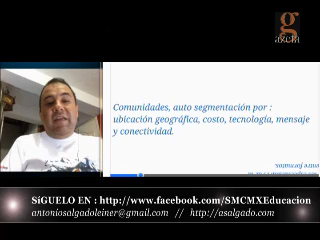 g
axeleratum
Comunidades, auto segmentación por :
ubicación geográfica, costo, tecnología, mensaje
y conectividad.
SíGUELO EN : http://www.facebook.com/SMCMXEducacion
antoniosalgadoleiner@gmail.com // http://asalgado.com